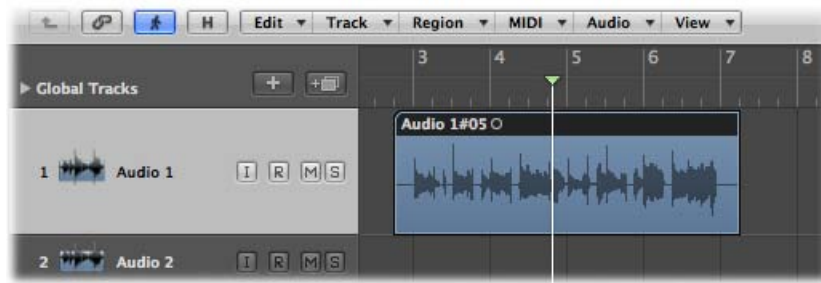 H Edit Track Region MIDI Audio View
3 4 5 6 7 8
Global Tracks + +
Audio 1#05
1 Audio 1 I R M S
2 Audio 2 I R M S